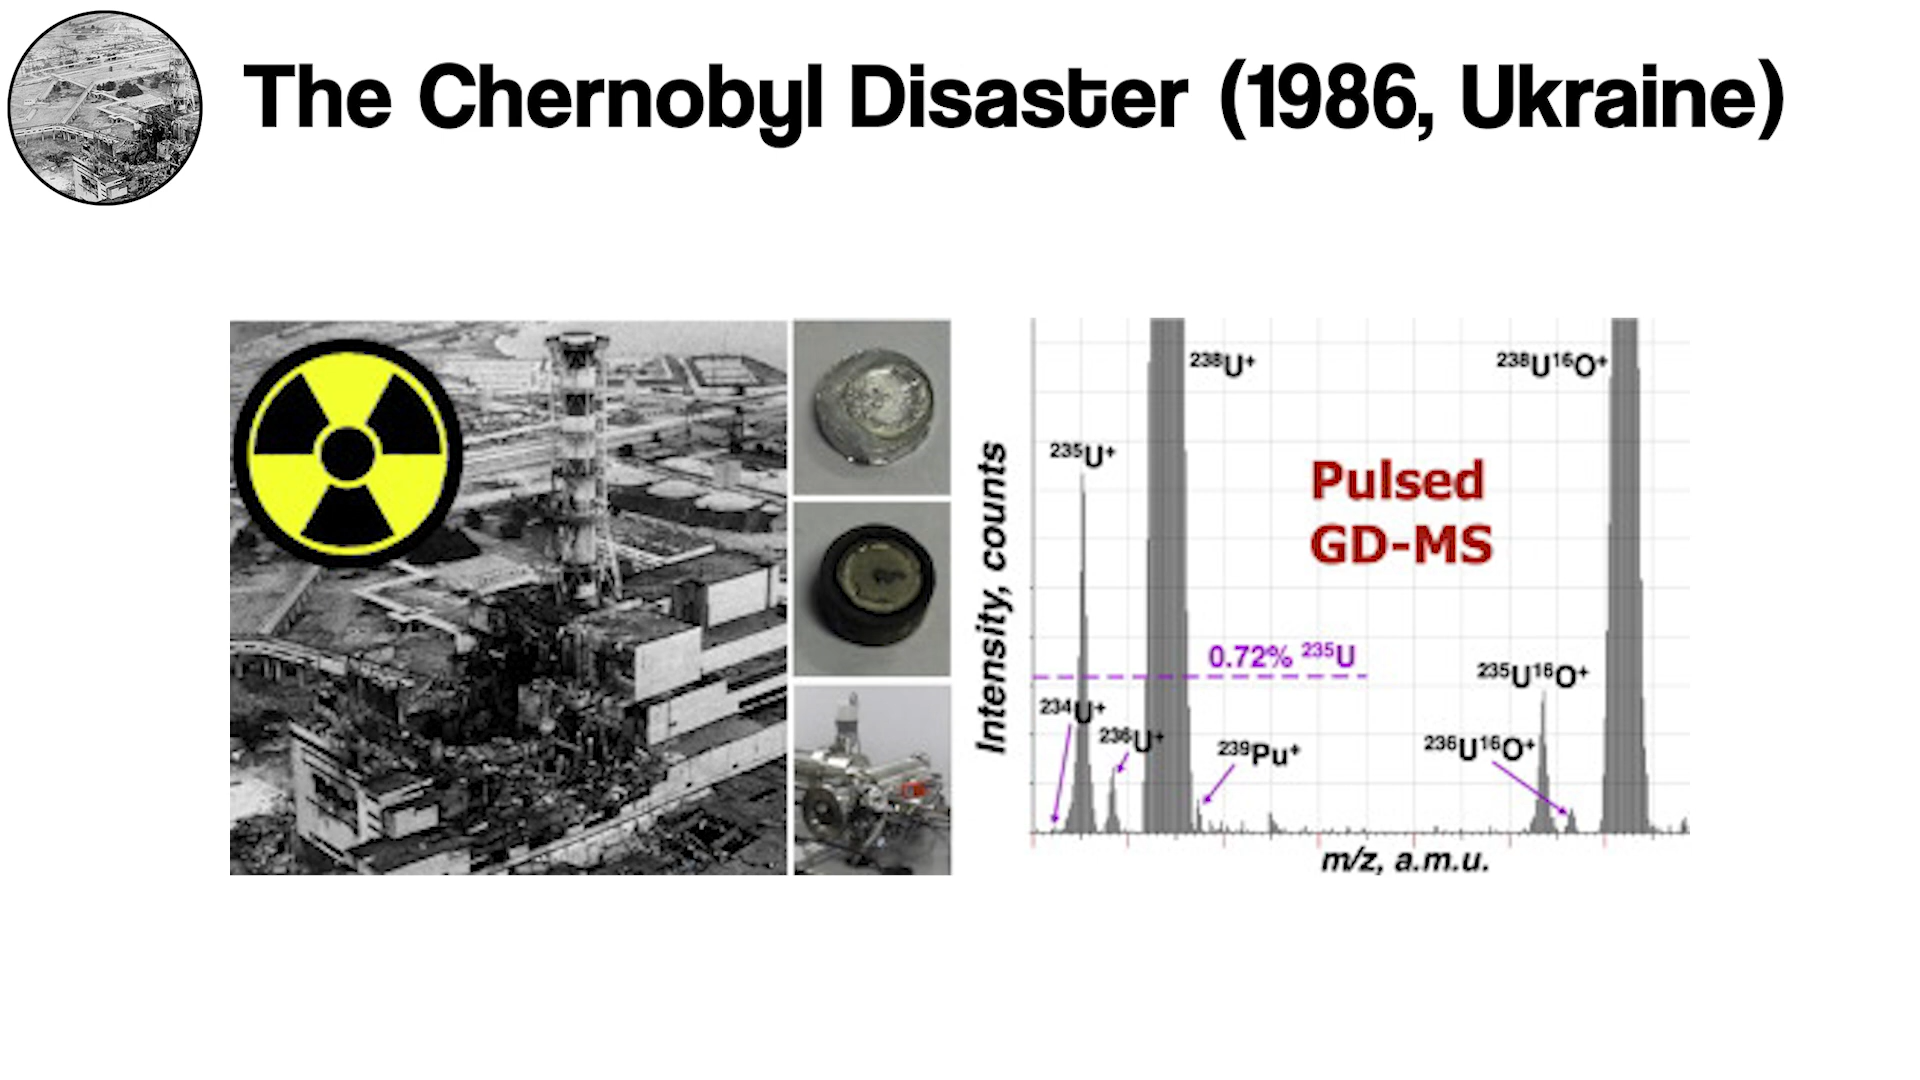 The Chernobyl Disaster (1986, Ukraine)
Intensity, counts
²³⁸U⁺
²³⁸U¹⁶O⁺
²³⁵U⁺
Pulsed
GD-MS
0.72% ²³⁵U
²³⁵U¹⁶O⁺
²³⁴U⁺
²³⁶U⁺
²³⁹Pu⁺
²³⁶U¹⁶O⁺
m/z, a.m.u.